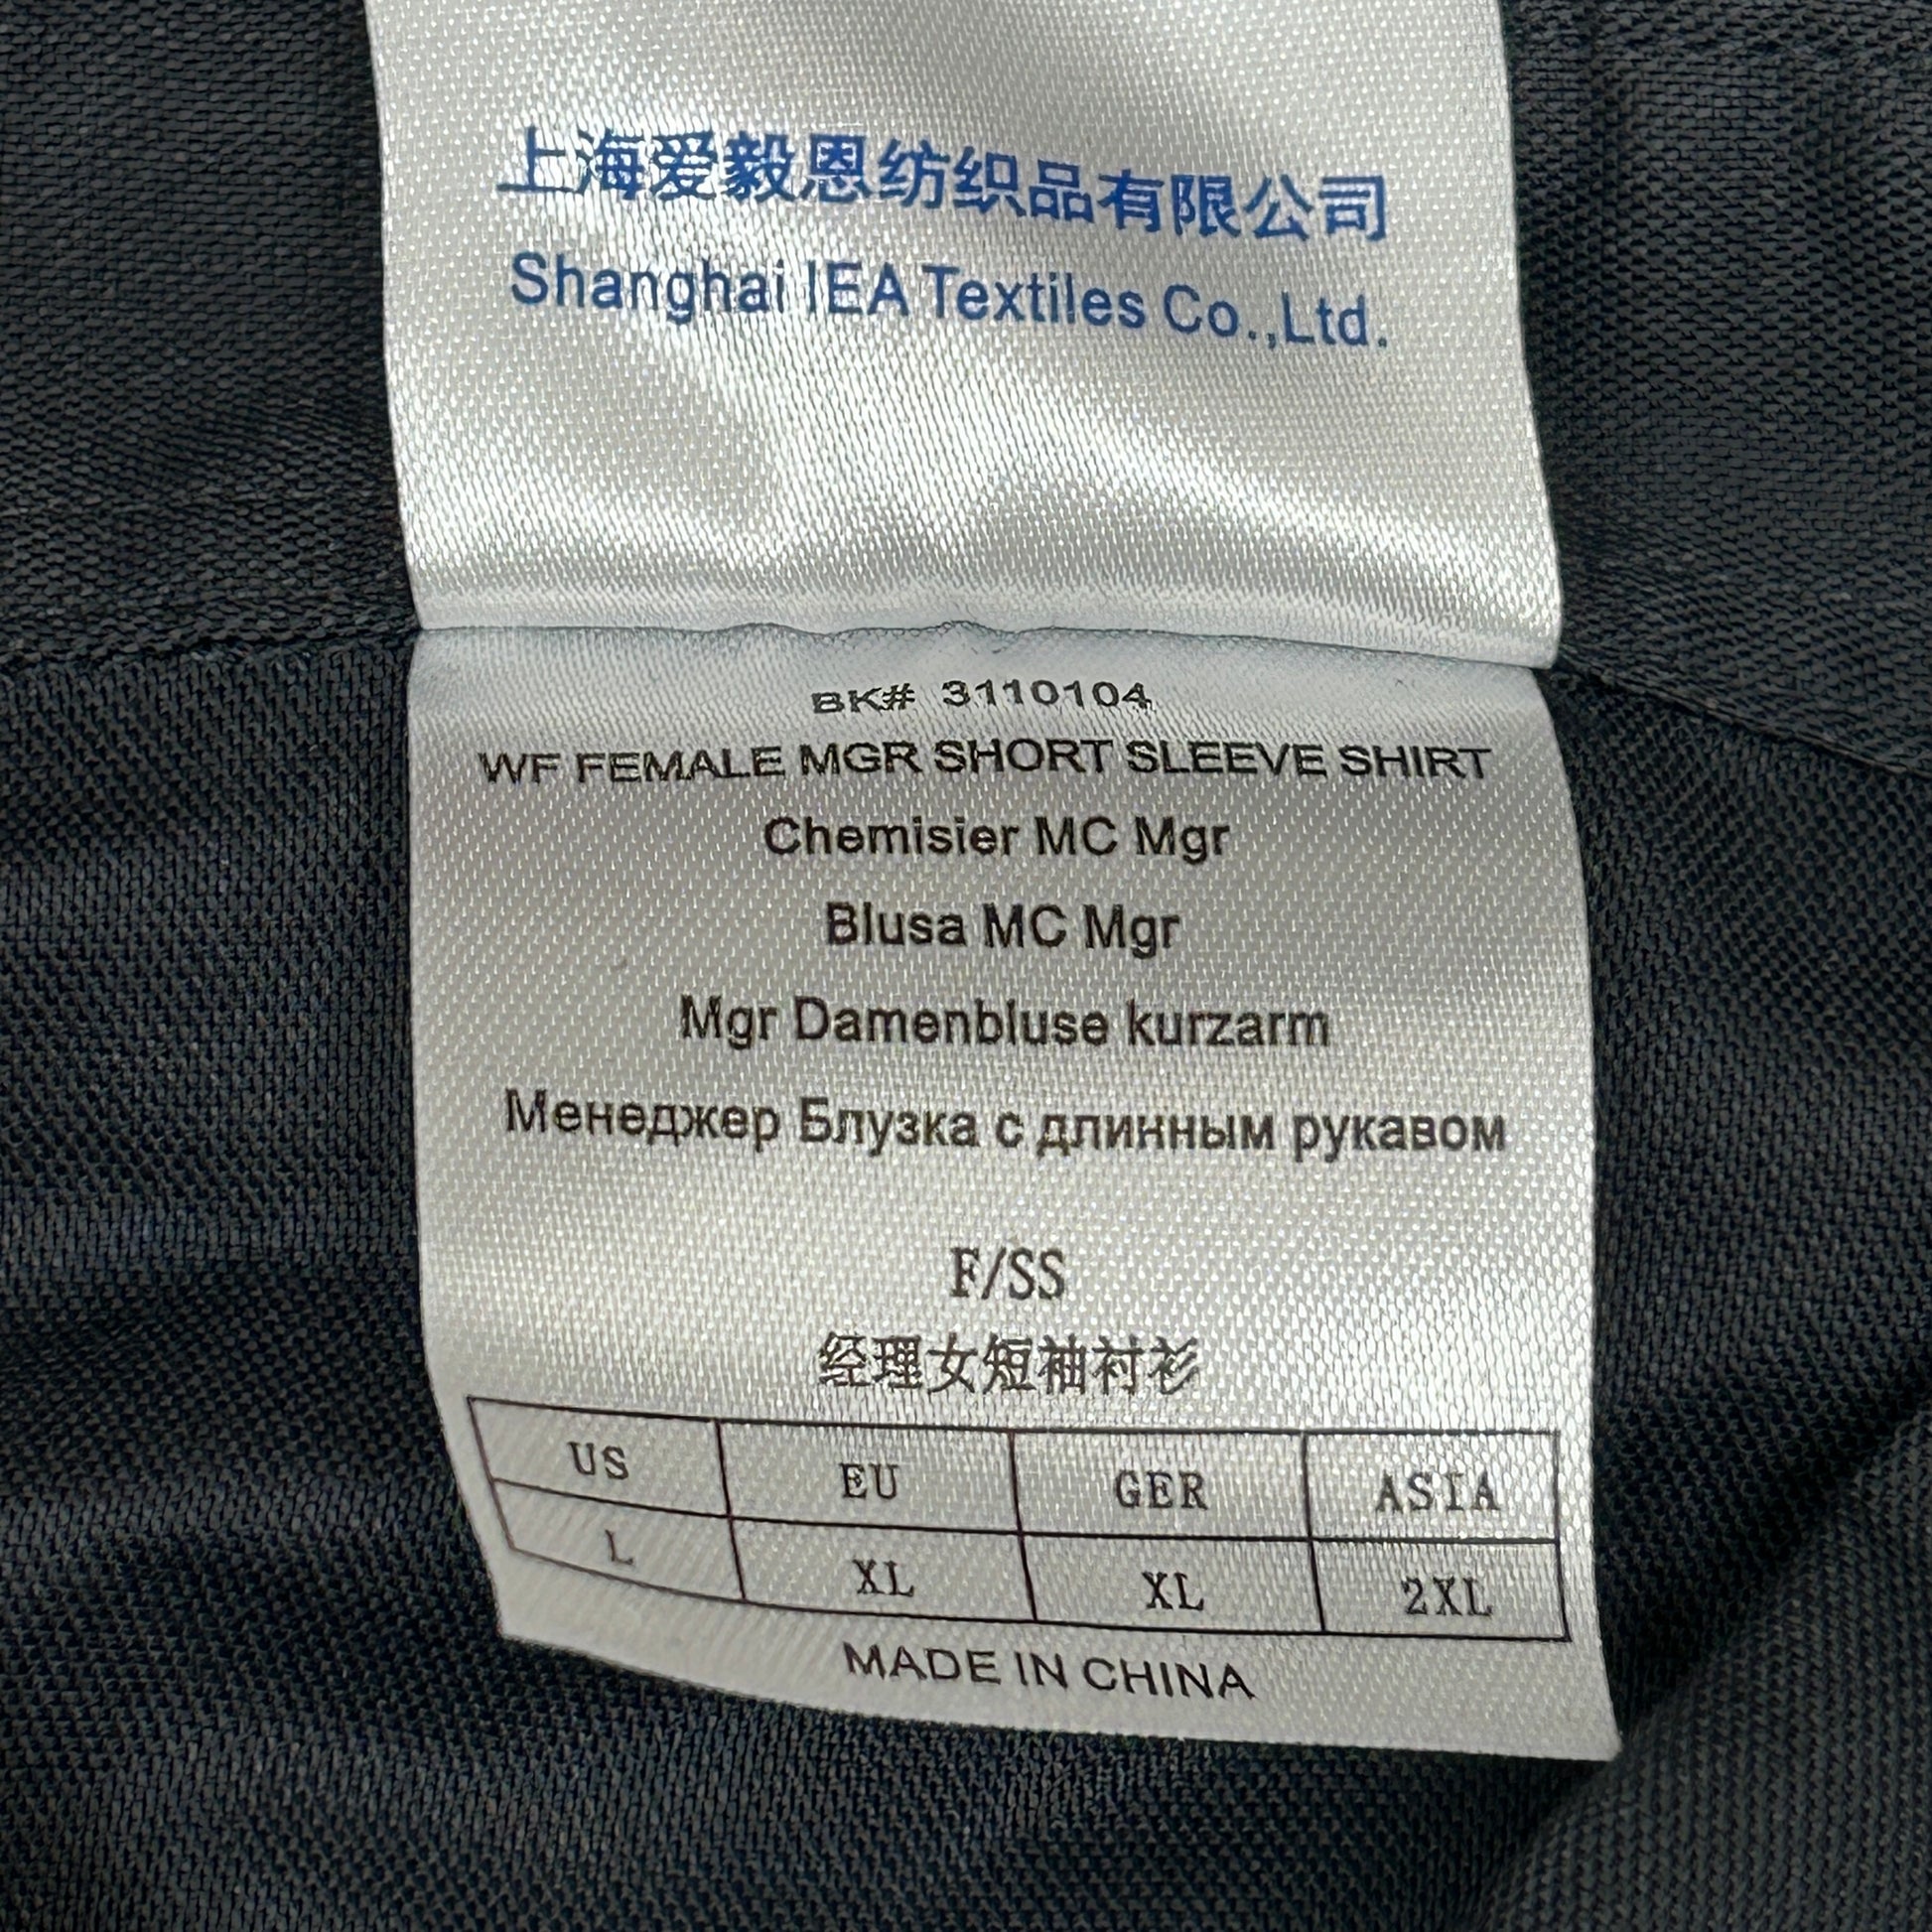 上海爱毅恩纺织品有限公司
Shanghai IEA Textiles Co.,Ltd.
BK# 3110104
WF FEMALE MGR SHORT SLEEVE SHIRT
Chemisier MC Mgr
Blusa MC Mgr
Mgr Damenbluse kurzarm
Менеджер Блузка с длинным рукавом
F/SS
经理女短袖衬衫
US EU GER ASIA
L XL XL 2XL
MADE IN CHINA